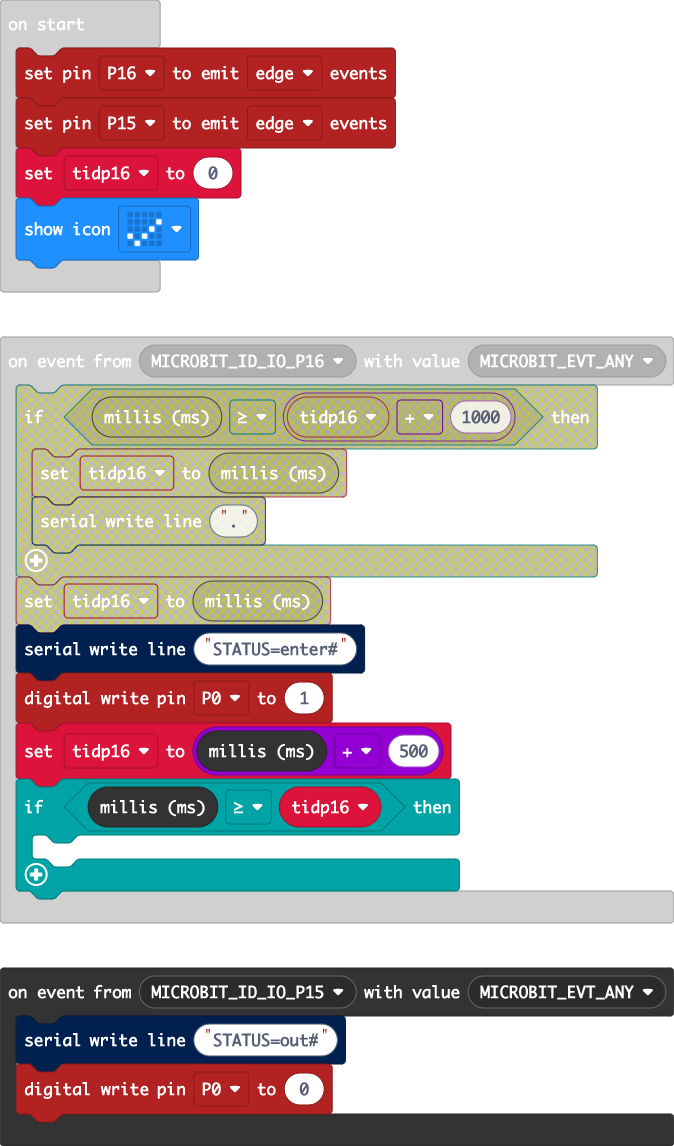 on start
set pin P16 to emit edge events
set pin P15 to emit edge events
set tidp16 to 0
show icon
on event from MICROBIT_ID_IO_P16 with value MICROBIT_EVT_ANY
if millis (ms) ≥ tidp16 + 1000 then
set tidp16 to millis (ms)
serial write line "."
set tidp16 to millis (ms)
serial write line "STATUS=enter#"
digital write pin P0 to 1
set tidp16 to millis (ms) + 500
if millis (ms) ≥ tidp16 then
on event from MICROBIT_ID_IO_P15 with value MICROBIT_EVT_ANY
serial write line "STATUS=out#"
digital write pin P0 to 0